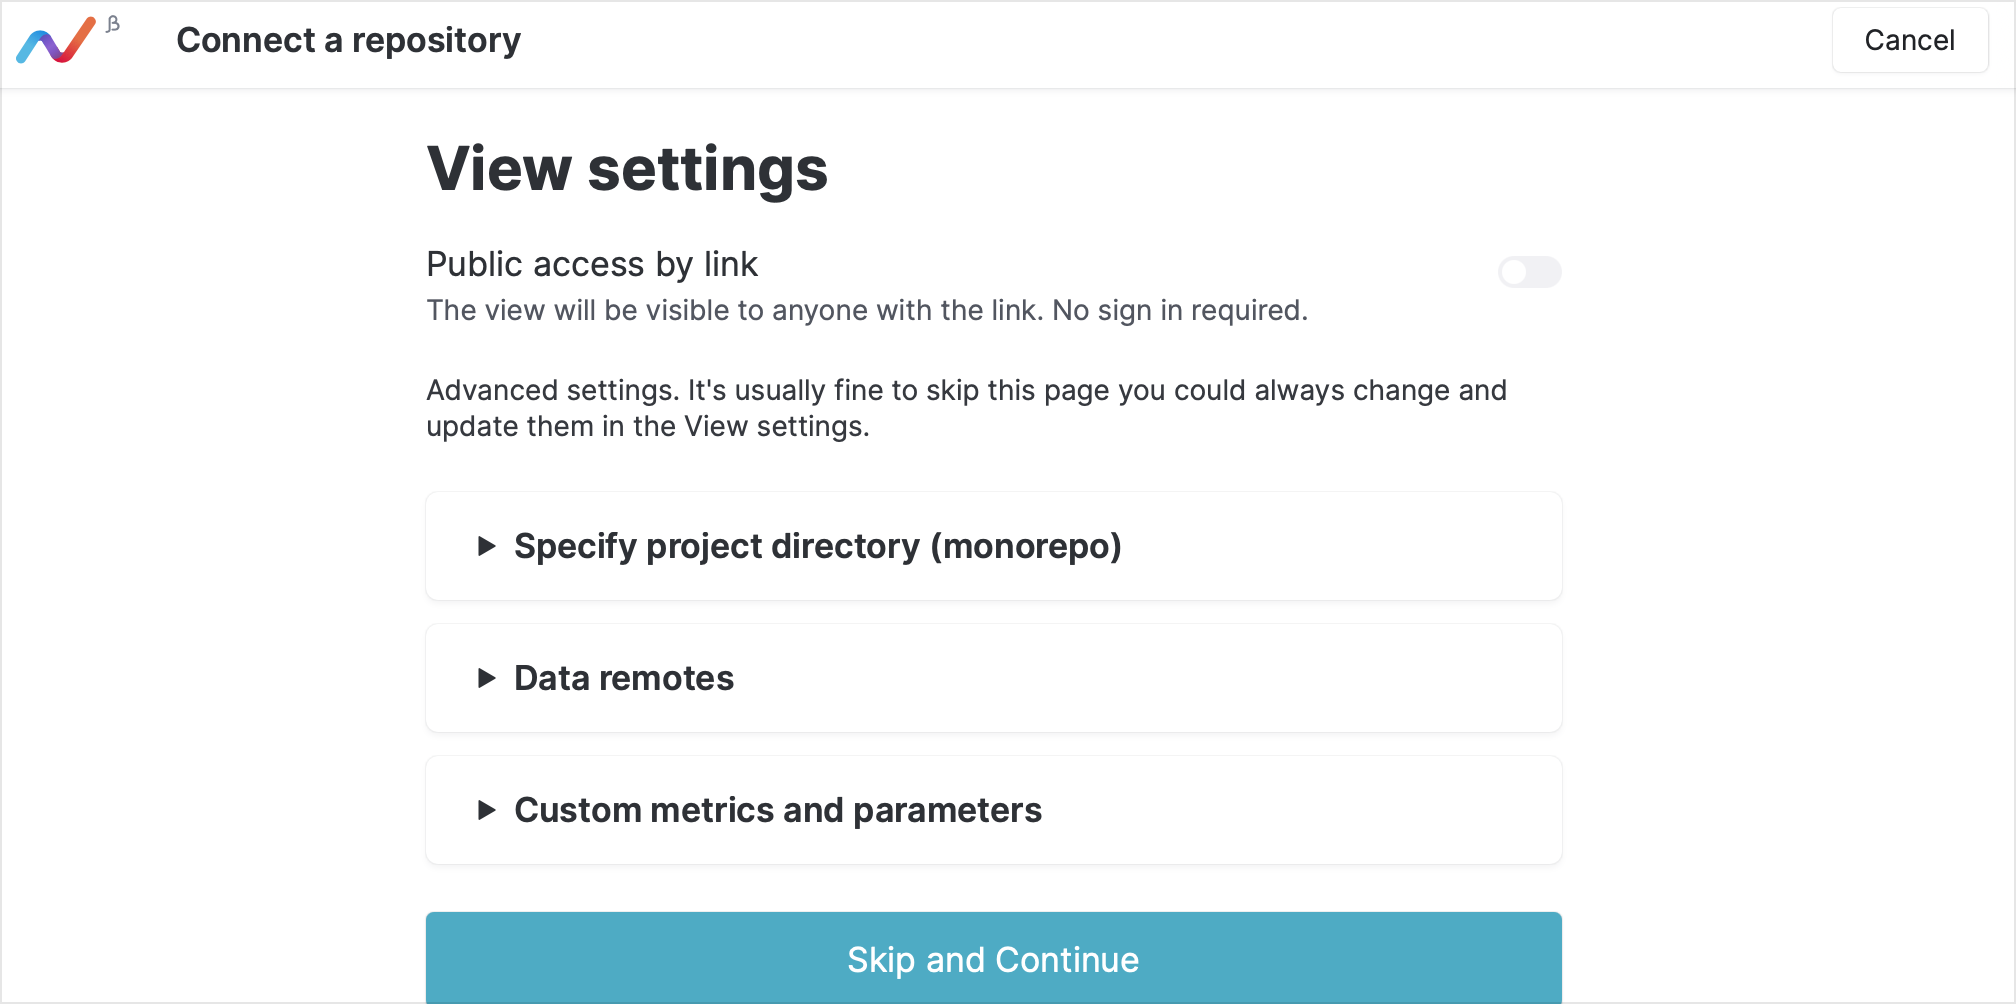 β
Connect a repository
Cancel
View settings
Public access by link
The view will be visible to anyone with the link. No sign in required.
Advanced settings. It's usually fine to skip this page you could always change and
update them in the View settings.
Specify project directory (monorepo)
Data remotes
Custom metrics and parameters
Skip and Continue